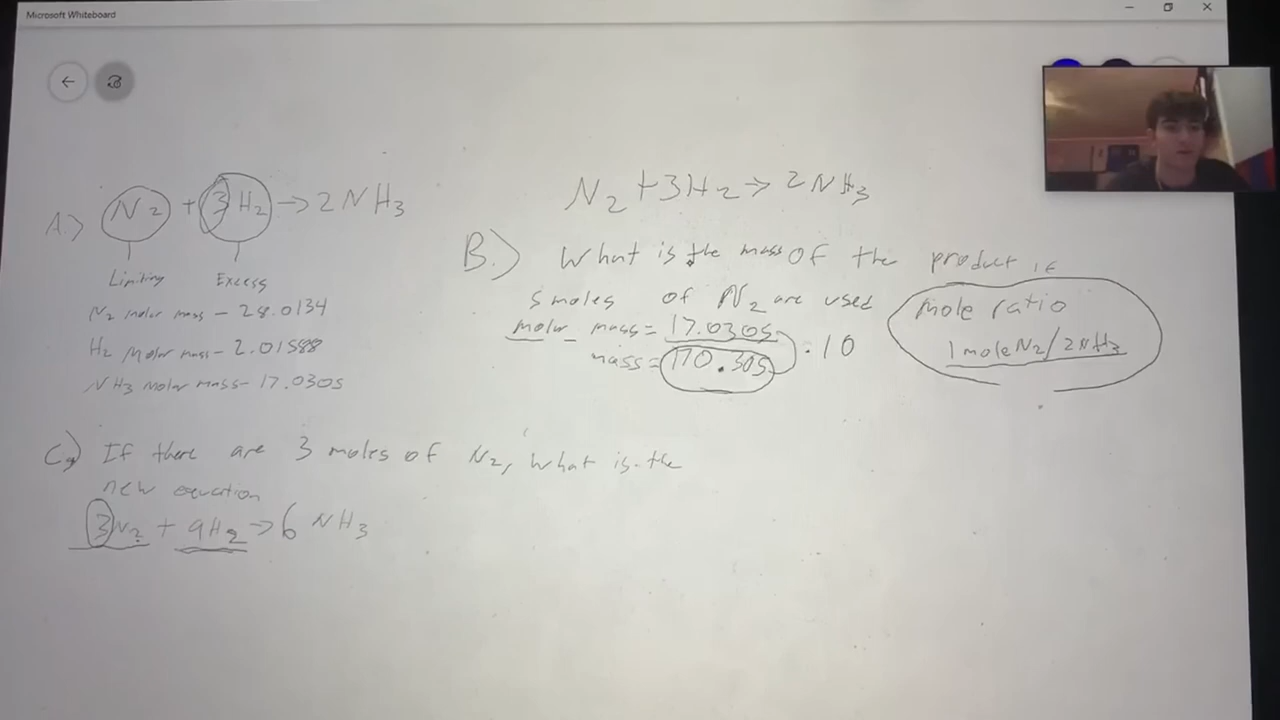 Microsoft Whiteboard
A.) N2 + 3H2 → 2NH3
Limiting Excess
N2 molar mass - 28.0134
H2 Molar mass - 2.01588
NH3 molar mass - 17.0305
N2 + 3H2 → 2NH3
B.) What is the mass of the product if
5 moles of N2 are used
molar mass = 17.0305
mass = 170.305
· 10
mole ratio
1 mole N2 / 2NH3
C.) If there are 3 moles of N2, what is the
new equation
3N2 + 9H2 → 6 NH3